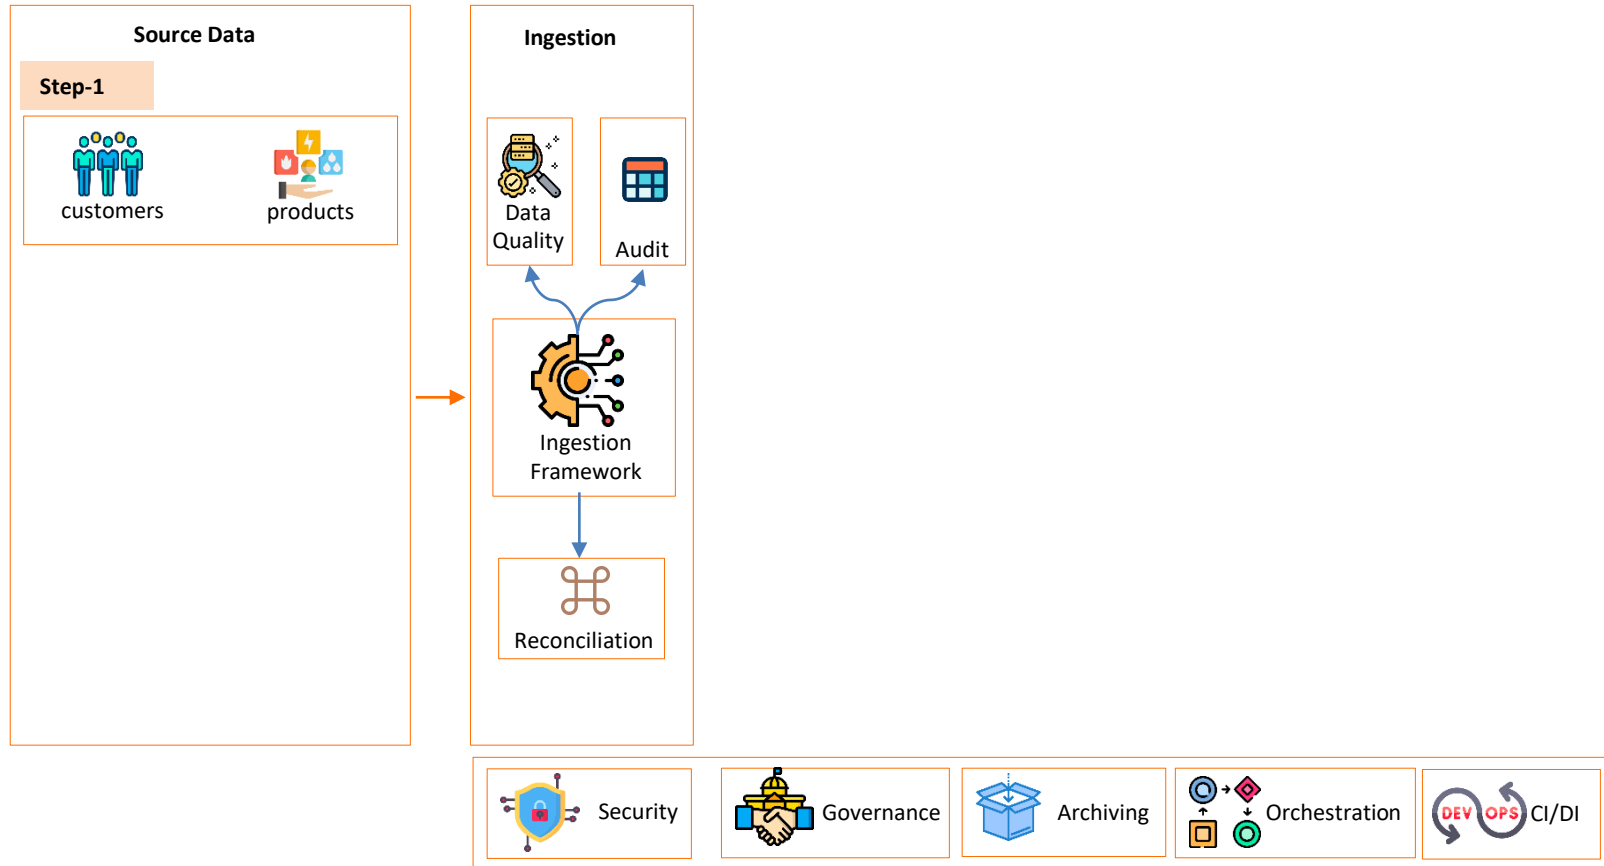 Source Data
Step-1
customers
products
Ingestion
Data
Quality
Audit
Ingestion
Framework
Reconciliation
Security
Governance
Archiving
Orchestration
DEV OPS
CI/DI